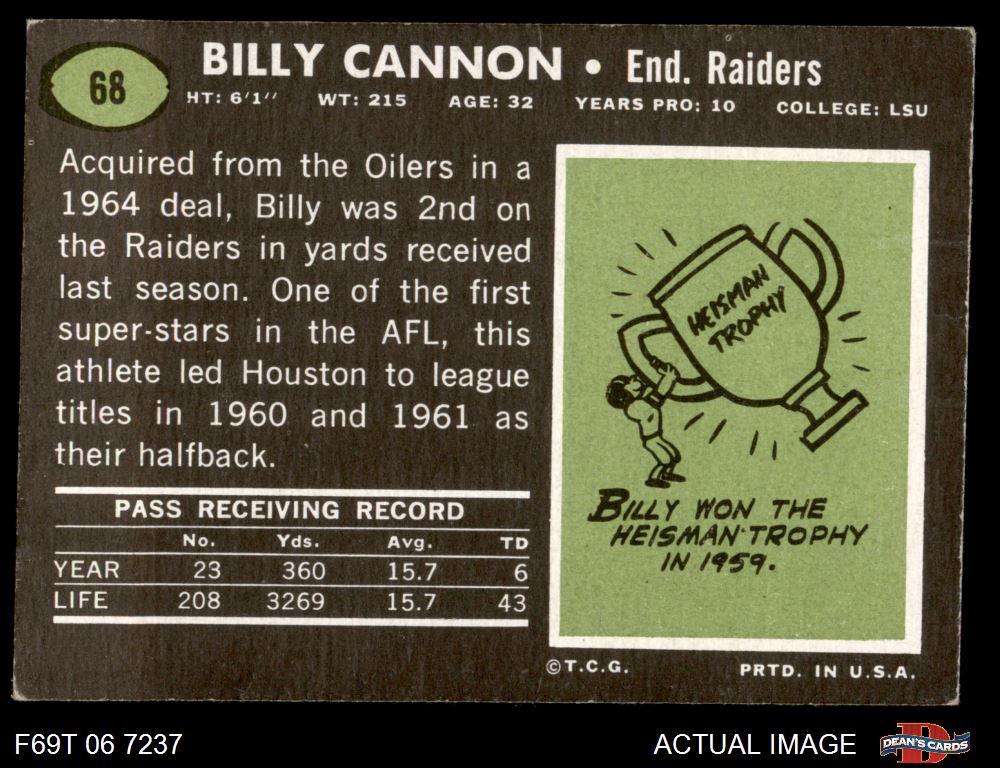 68
BILLY CANNON • End. Raiders
HT: 6'1'' WT: 215 AGE: 32 YEARS PRO: 10 COLLEGE: LSU
Acquired from the Oilers in a
1964 deal, Billy was 2nd on
the Raiders in yards received
last season. One of the first
super-stars in the AFL, this
athlete led Houston to league
titles in 1960 and 1961 as
their halfback.
PASS RECEIVING RECORD
No. Yds. Avg. TD
YEAR 23 360 15.7 6
LIFE 208 3269 15.7 43
HEISMAN
TROPHY
BILLY WON THE
HEISMAN TROPHY
IN 1959.
©T.C.G. PRTD. IN U.S.A.
F69T 06 7237 ACTUAL IMAGE
D
DEAN'S CARDS